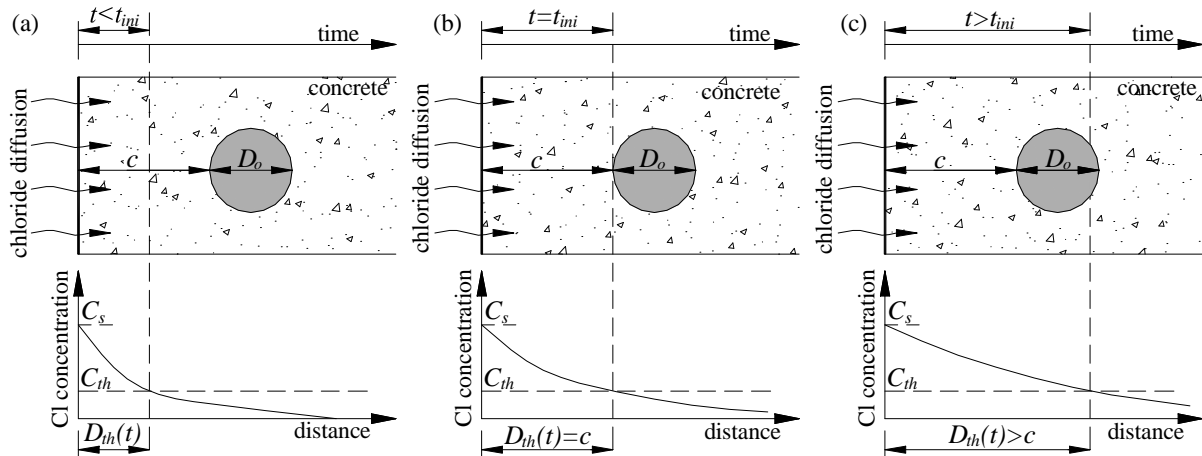 (a)
t<t_ini
time
concrete
chloride diffusion
c
D_o
Cl concentration
C_s
C_th
distance
D_th(t)
(b)
t=t_ini
time
concrete
chloride diffusion
c
D_o
Cl concentration
C_s
C_th
distance
D_th(t)=c
(c)
t>t_ini
time
concrete
chloride diffusion
c
D_o
Cl concentration
C_s
C_th
distance
D_th(t)>c